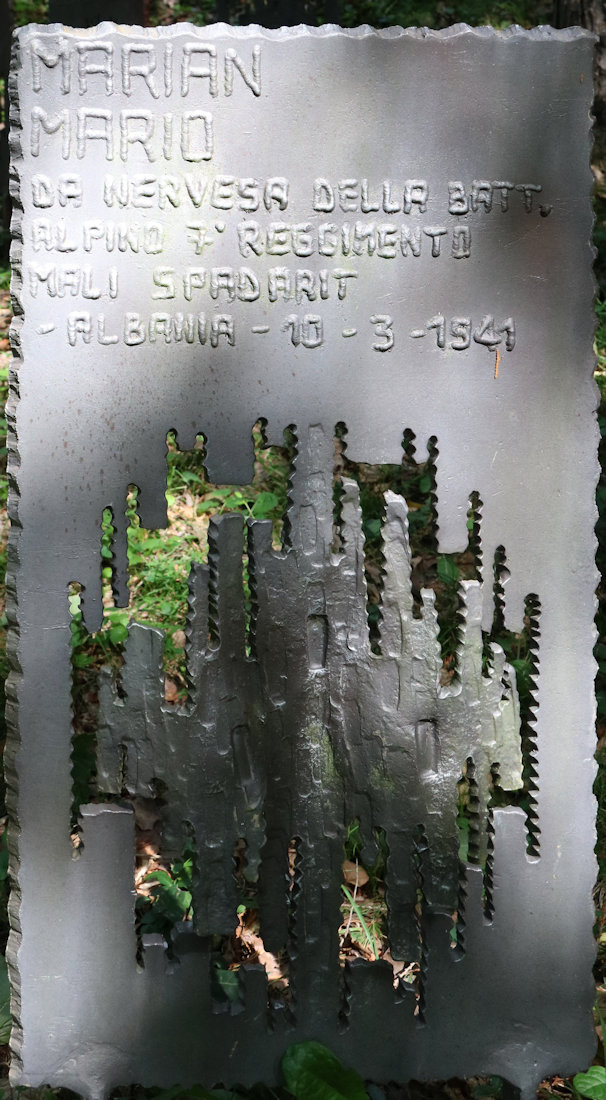 MARIAN
MARIO
DA NERVESA DELLA BATT.
ALPINO 7° REGGIMENTO
MALI SPADARIT
- ALBANIA - 10 - 3 - 1941